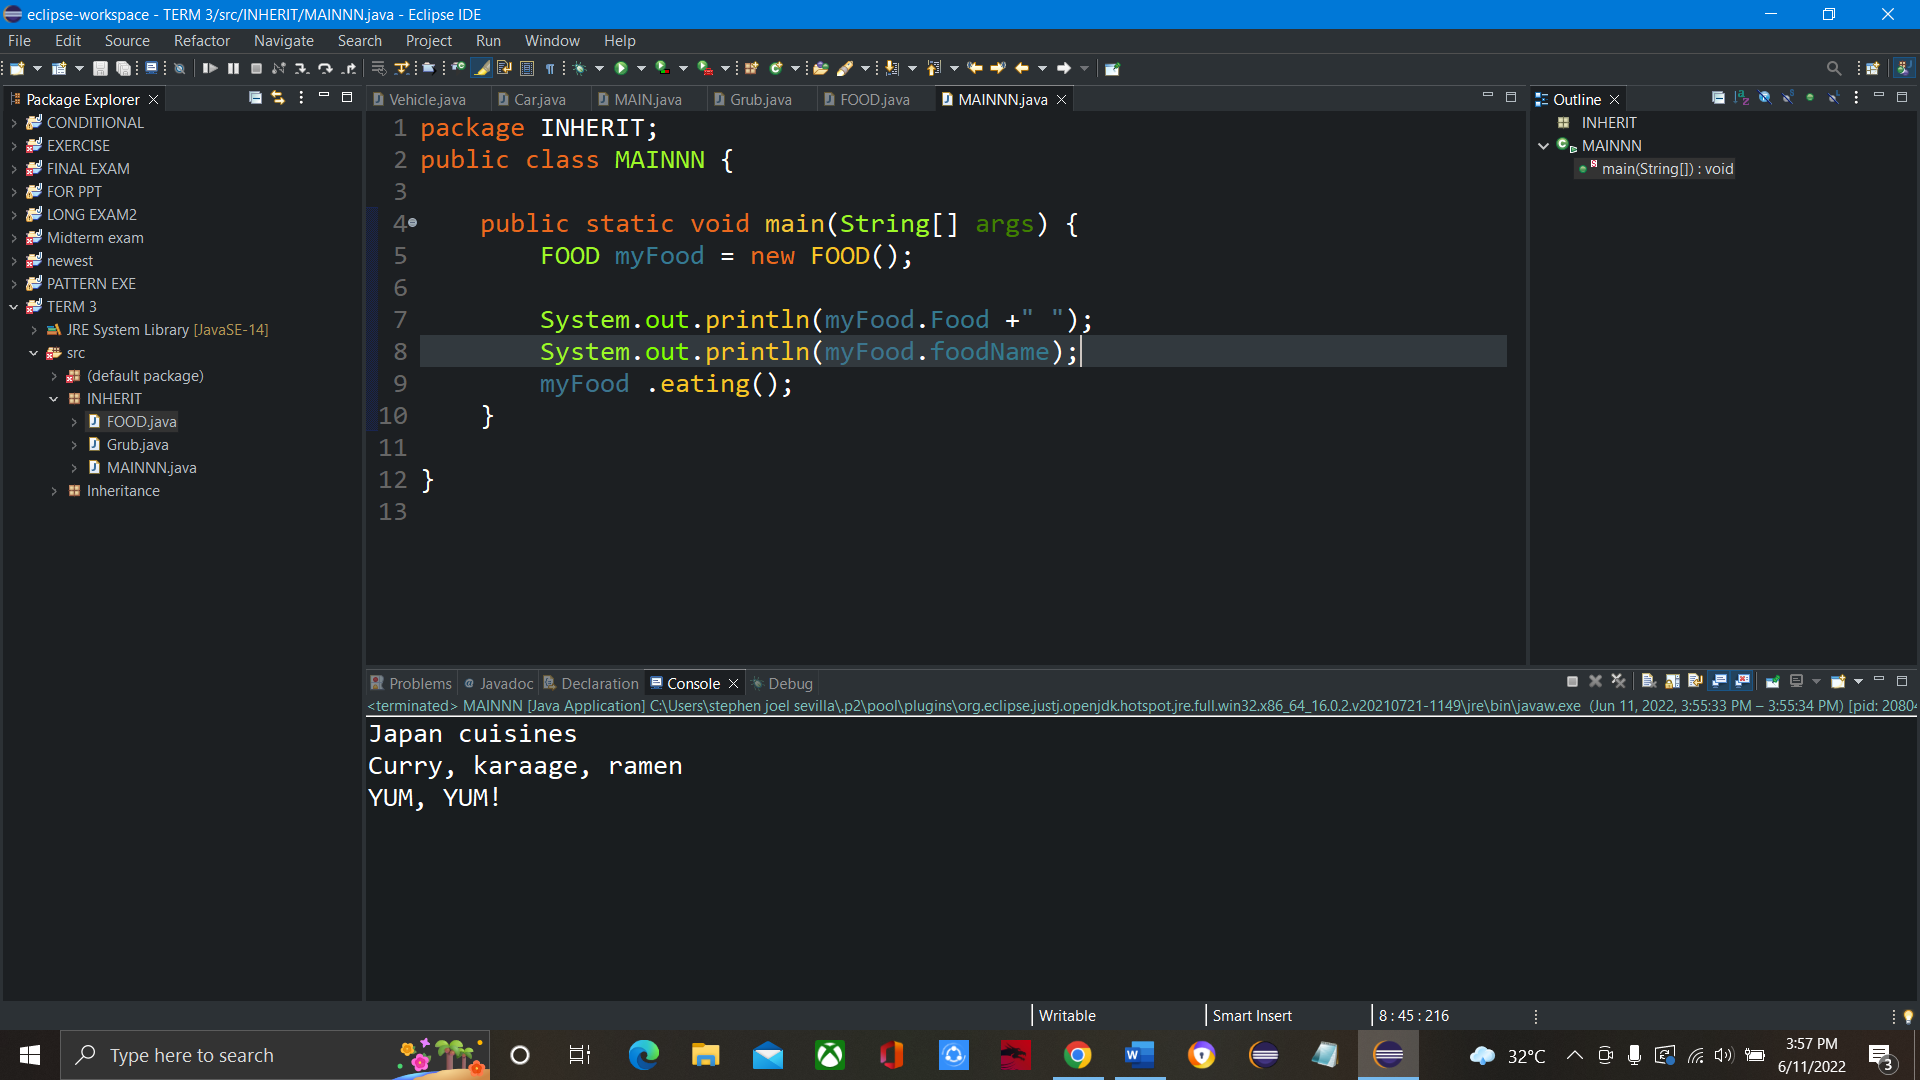 eclipse-workspace - TERM 3/src/INHERIT/MAINNN.java - Eclipse IDE
File Edit Source Refactor Navigate Search Project Run Window Help
Package Explorer
CONDITIONAL
EXERCISE
FINAL EXAM
FOR PPT
LONG EXAM2
Midterm exam
newest
PATTERN EXE
TERM 3
JRE System Library [JavaSE-14]
src
(default package)
INHERIT
FOOD.java
Grub.java
MAINNN.java
Inheritance
Vehicle.java Car.java MAIN.java Grub.java FOOD.java MAINNN.java
1 package INHERIT;
2 public class MAINNN {
3
4 public static void main(String[] args) {
5 FOOD myFood = new FOOD();
6
7 System.out.println(myFood.Food +" ");
8 System.out.println(myFood.foodName);
9 myFood .eating();
10 }
11
12 }
13
Outline
INHERIT
MAINNN
main(String[]) : void
Problems Javadoc Declaration Console Debug
<terminated> MAINNN [Java Application] C:\Users\stephen joel sevilla\.p2\pool\plugins\org.eclipse.justj.openjdk.hotspot.jre.full.win32.x86_64_16.0.2.v20210721-1149\jre\bin\javaw.exe (Jun 11, 2022, 3:55:33 PM – 3:55:34 PM) [pid: 2080
Japan cuisines
Curry, karaage, ramen
YUM, YUM!
Writable Smart Insert 8 : 45 : 216
Type here to search
32°C
3:57 PM
6/11/2022
3